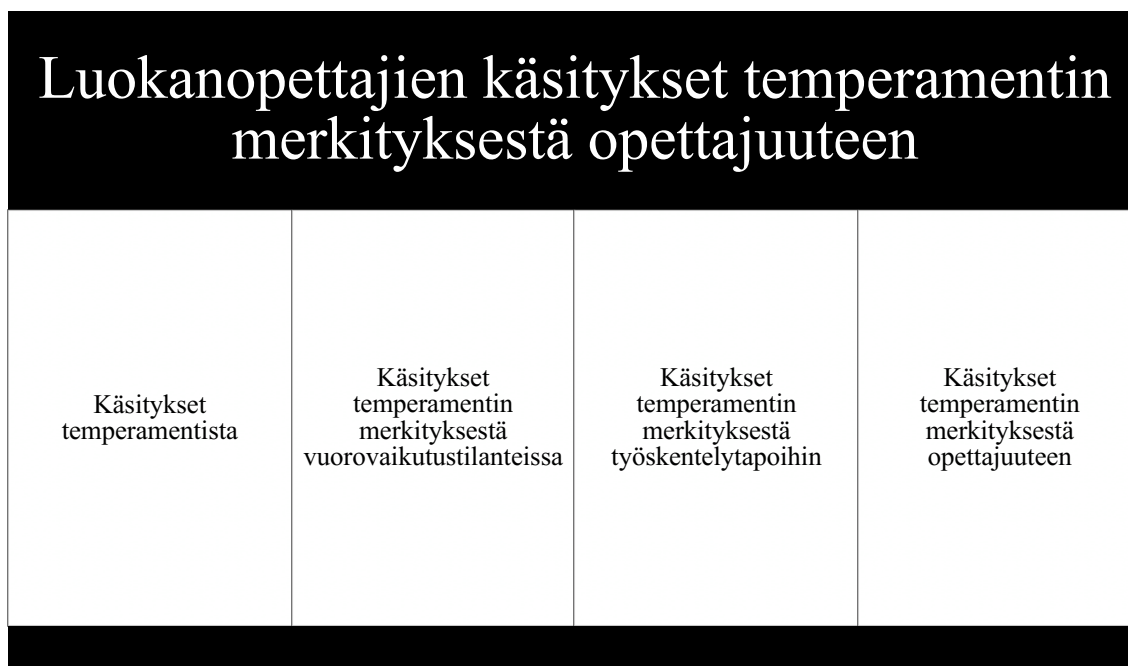 Luokanopettajien käsitykset temperamentin
merkityksestä opettajuuteen
Käsitykset
temperamentista
Käsitykset
temperamentin
merkityksestä
vuorovaikutustilanteissa
Käsitykset
temperamentin
merkityksestä
työskentelytapoihin
Käsitykset
temperamentin
merkityksestä
opettajuuteen